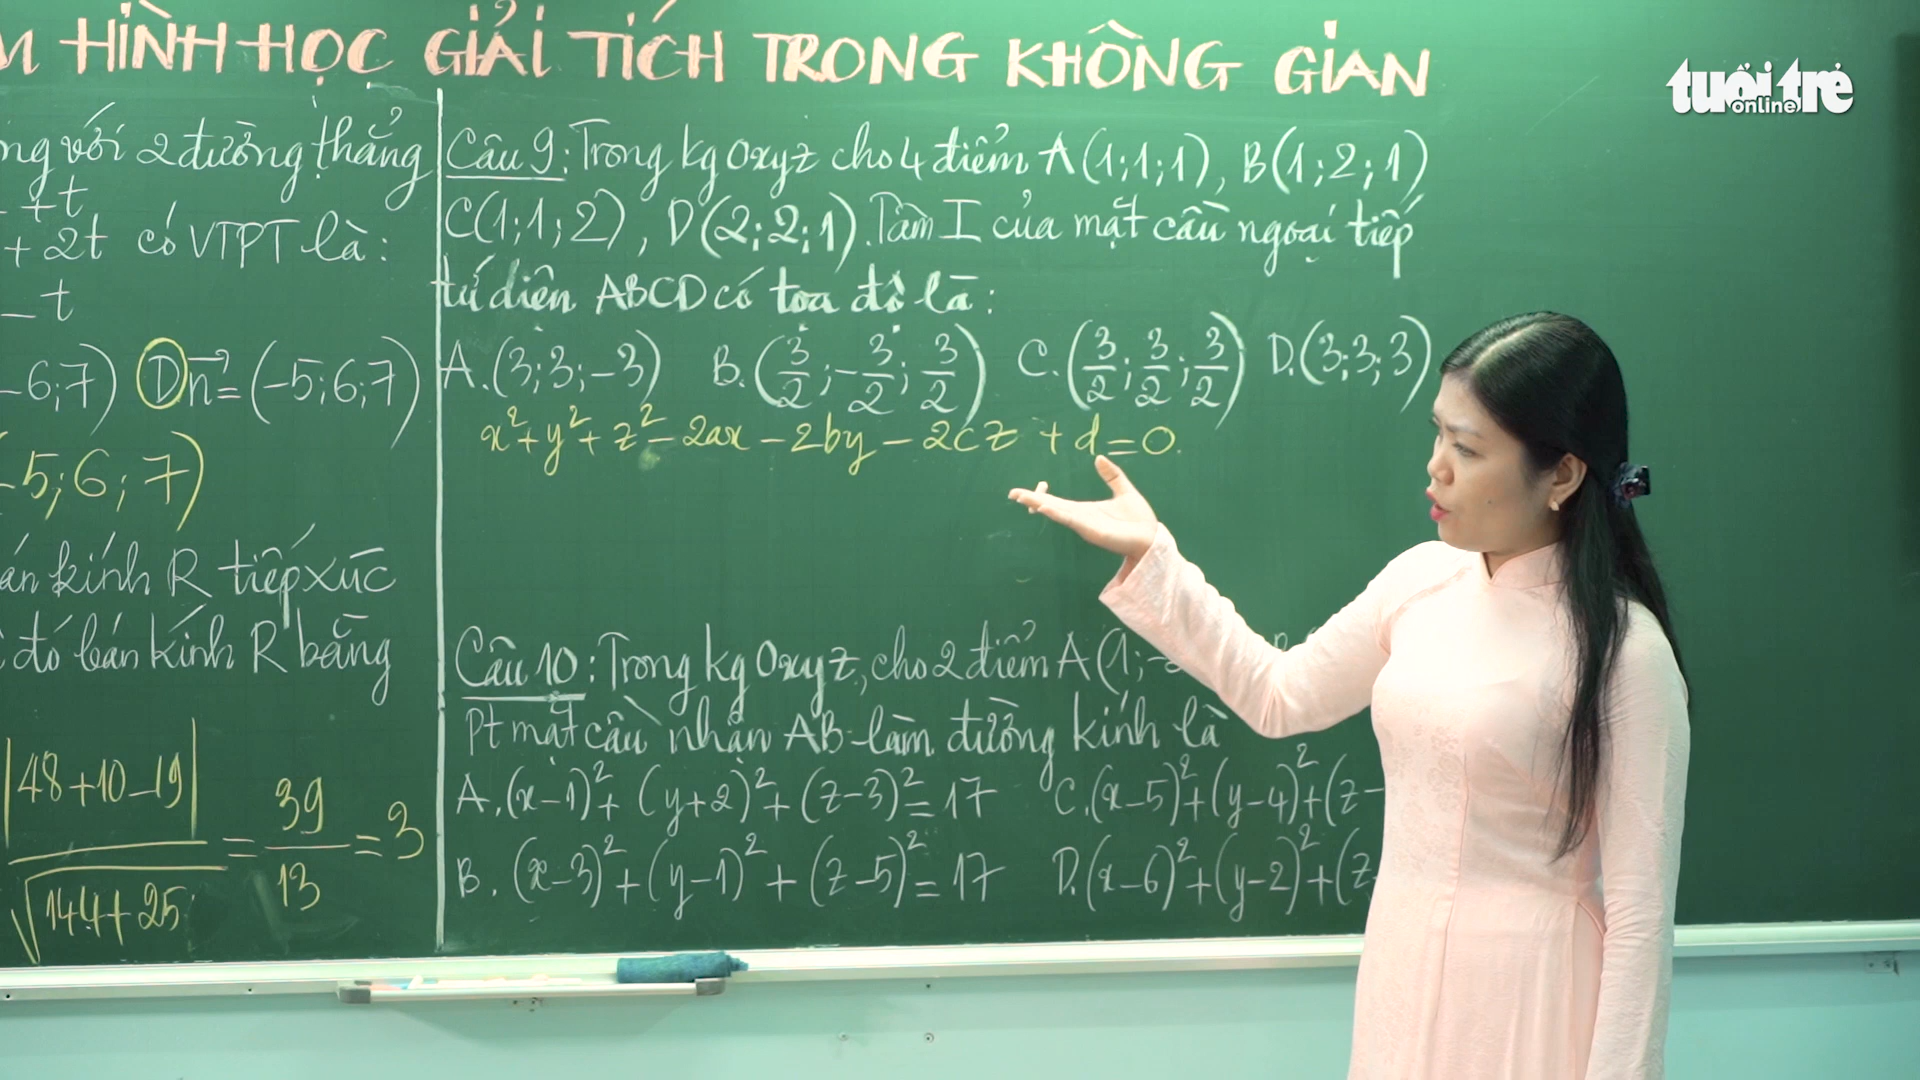 HÌNH HỌC GIẢI TÍCH TRONG KHÔNG GIAN
tuổi trẻ
online
với 2 đường thẳng
+ t
+ 2t có VTPT là:
– t
–6;7) D n⃗ = (–5;6;7)
–5;6;7)
kính R tiếp xúc
đó bán kính R bằng
|48+10–19|
/ √144+25 = 39/13 = 3
Câu 9: Trong kg Oxyz cho 4 điểm A(1;1;1), B(1;2;1)
C(1;1;2), D(2;2;1). Tâm I của mặt cầu ngoại tiếp
tứ diện ABCD có tọa độ là:
A.(3;3;–3) B.(3/2;–3/2;3/2) C.(3/2;3/2;3/2) D.(3;3;3)
x²+y²+z²–2ax–2by–2cz+d=0.
Câu 10: Trong kg Oxyz, cho 2 điểm A(1;–2
Pt mặt cầu nhận AB làm đường kính là
A.(x–1)²+(y+2)²+(z–3)²=17 C.(x–5)²+(y–4)²+(z–
B.(x–3)²+(y–1)²+(z–5)²=17 D.(x–6)²+(y–2)²+(z